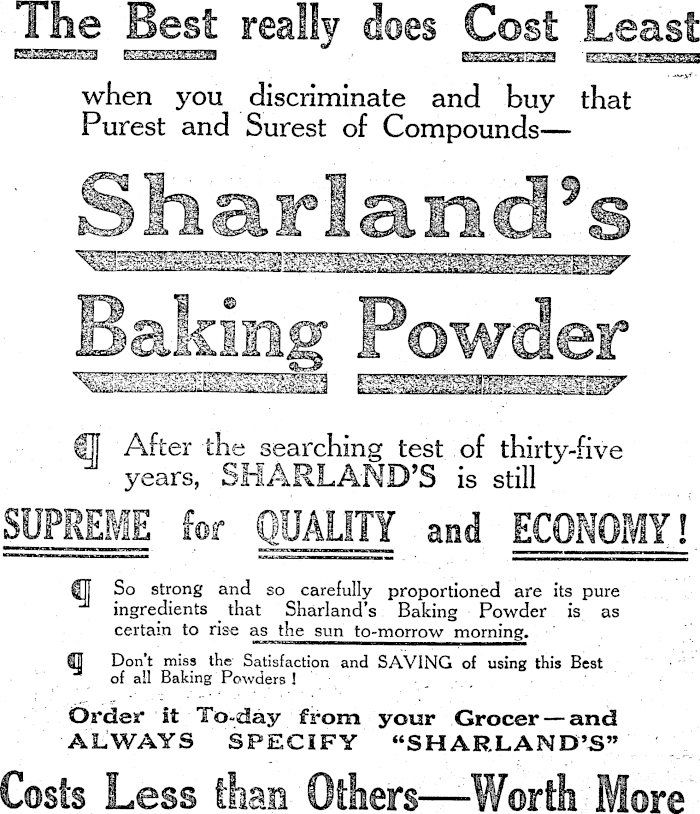 The Best really does Cost Least
when you discriminate and buy that
Purest and Surest of Compounds—
Sharland's
Baking Powder
¶ After the searching test of thirty-five
years, SHARLAND'S is still
SUPREME for QUALITY and ECONOMY!
¶ So strong and so carefully proportioned are its pure
ingredients that Sharland's Baking Powder is as
certain to rise as the sun to-morrow morning.
¶ Don't miss the Satisfaction and SAVING of using this Best
of all Baking Powders!
Order it To-day from your Grocer—and
ALWAYS SPECIFY "SHARLAND'S"
Costs Less than Others—Worth More